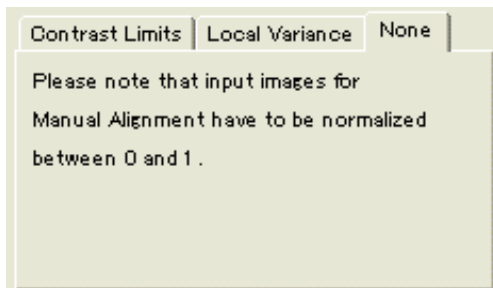 Contrast Limits Local Variance None
Please note that input images for
Manual Alignment have to be normalized
between 0 and 1.